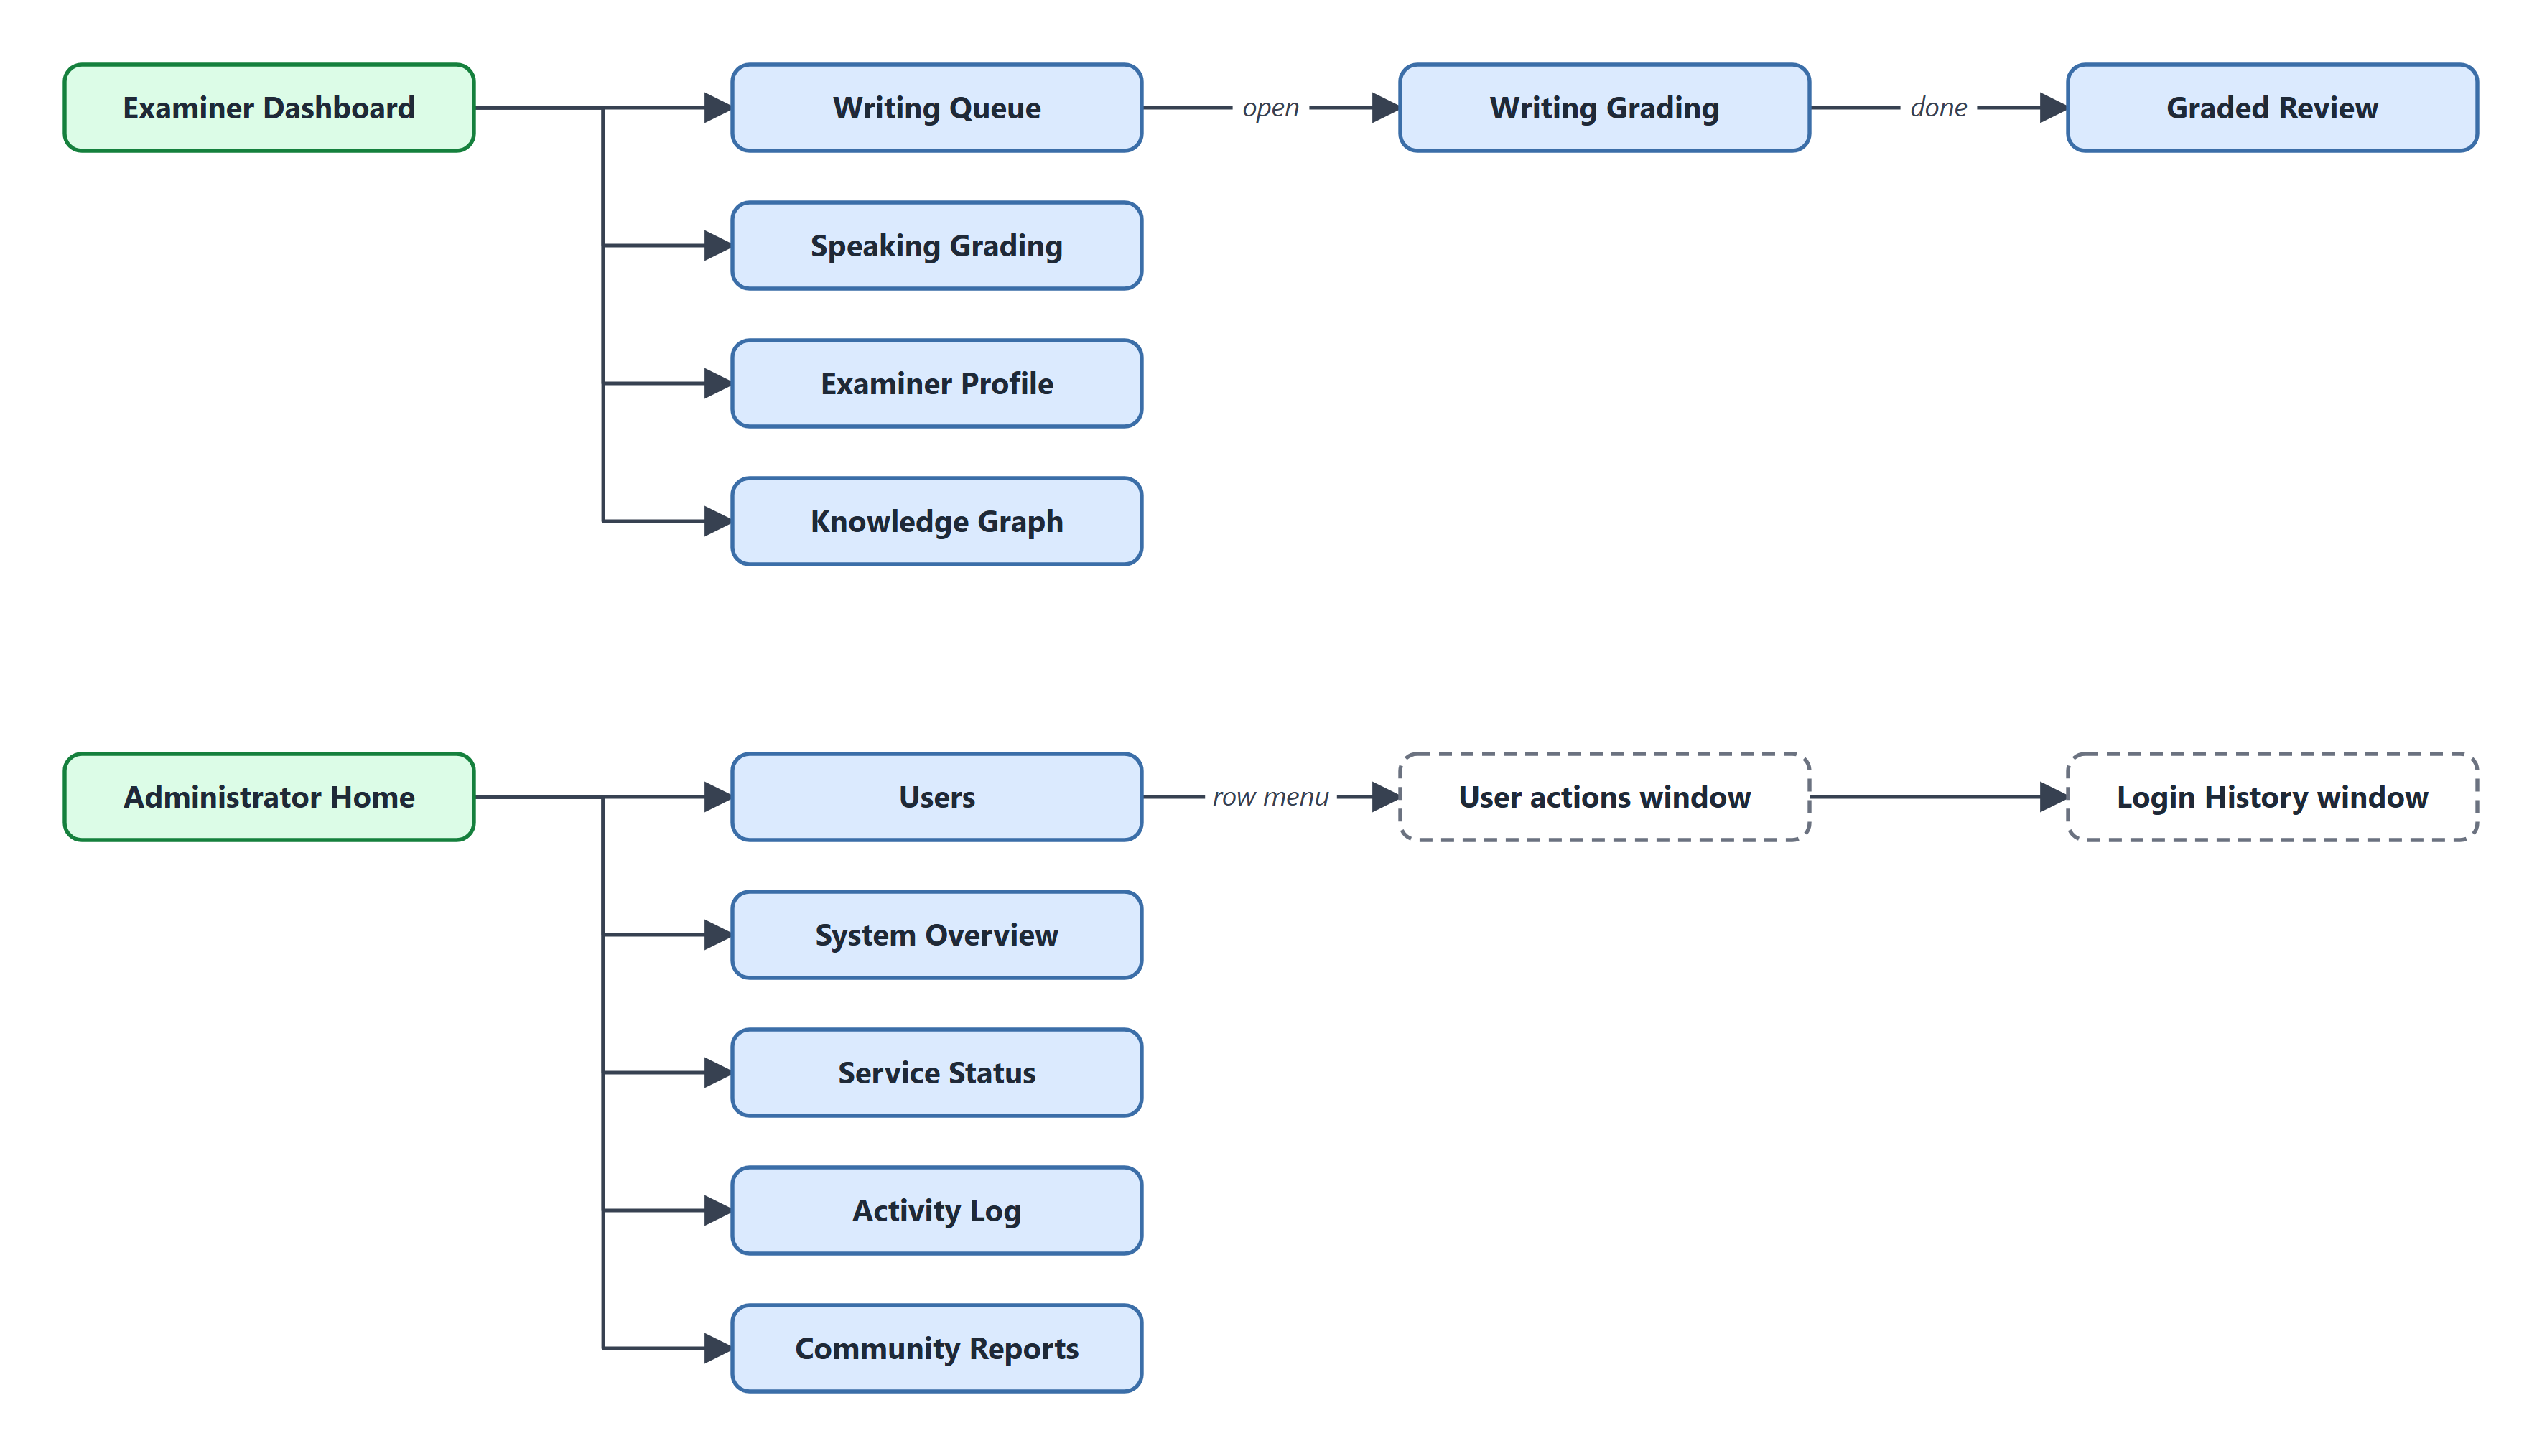 Examiner Dashboard
Writing Queue
open
Writing Grading
done
Graded Review
Speaking Grading
Examiner Profile
Knowledge Graph
Administrator Home
Users
row menu
User actions window
Login History window
System Overview
Service Status
Activity Log
Community Reports